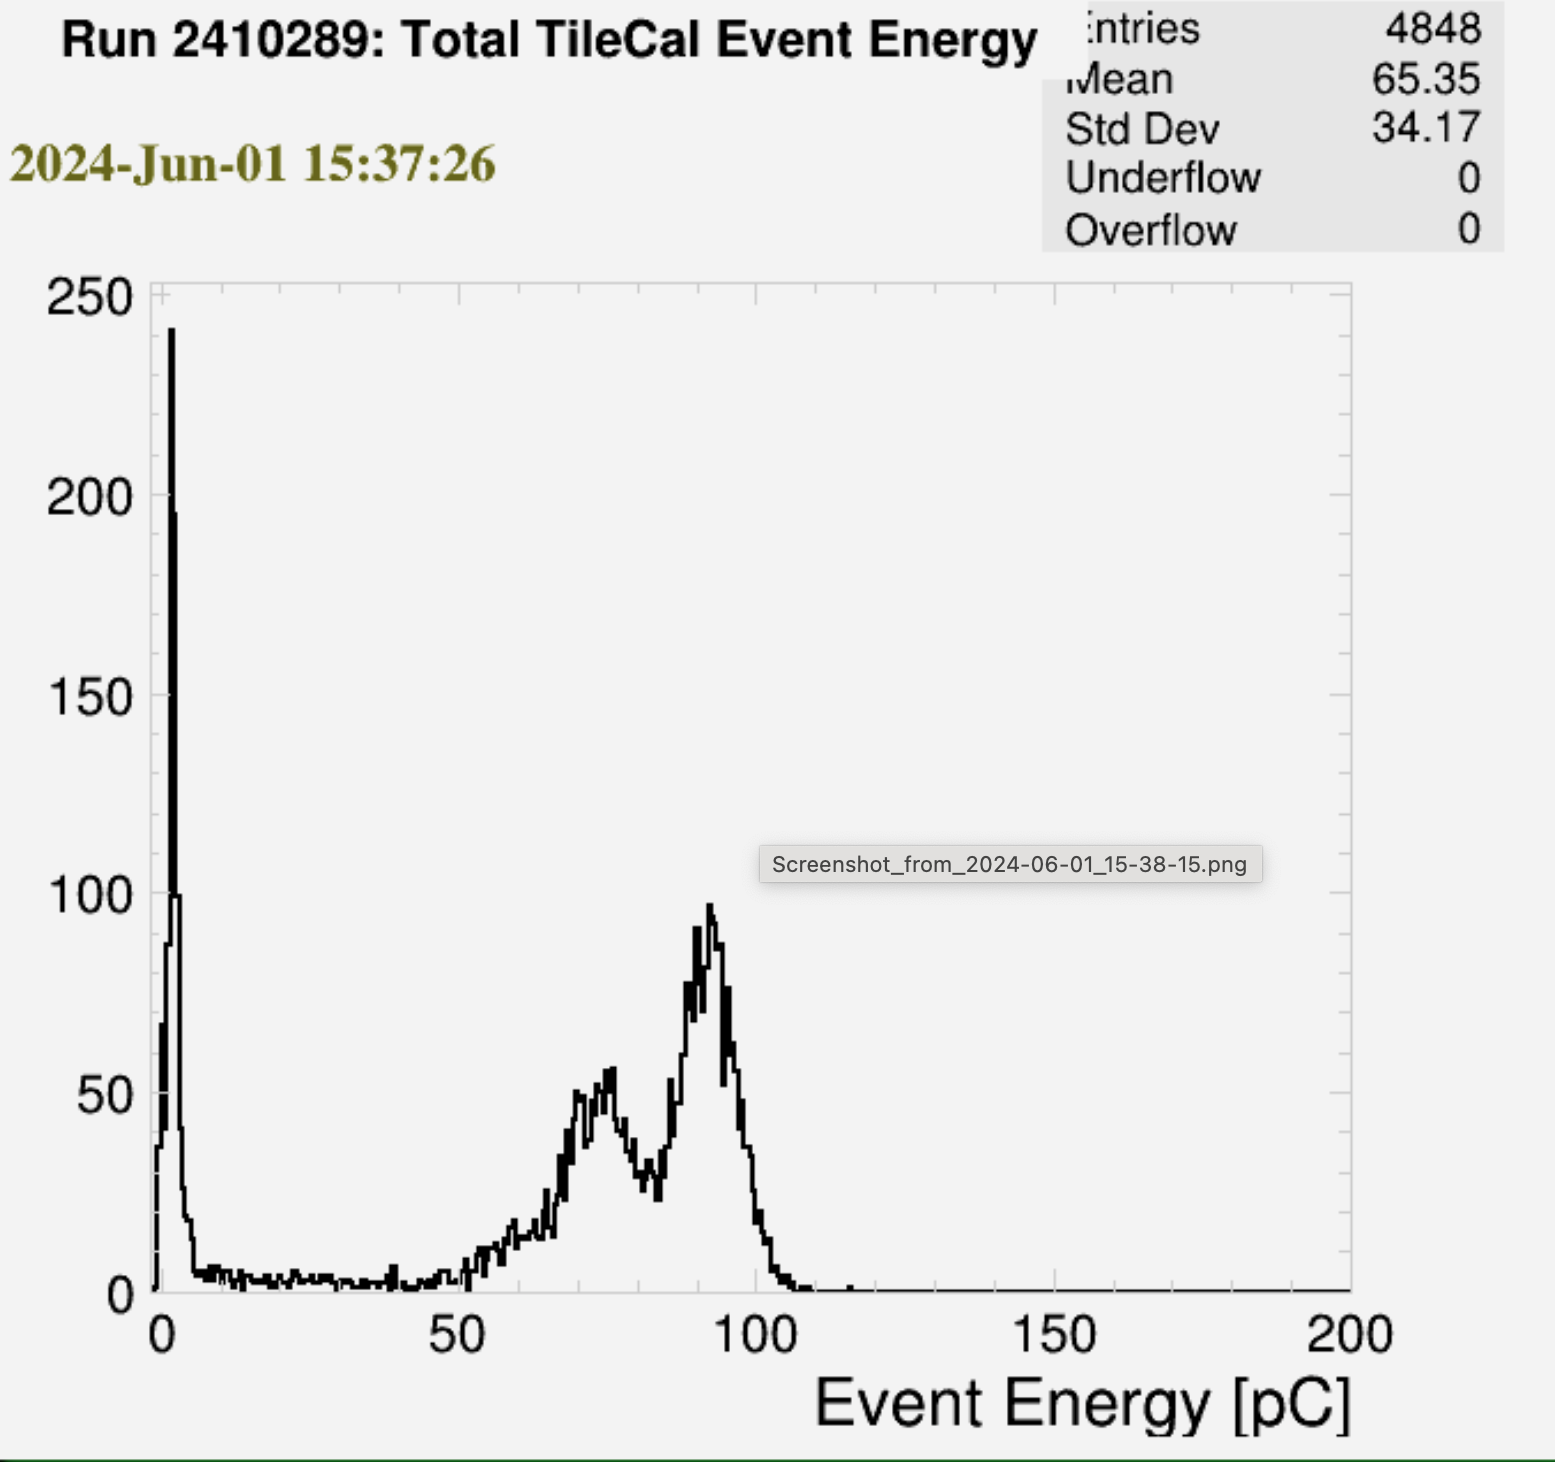 Run 2410289: Total TileCal Event Energy
Entries 4848
Mean 65.35
2024-Jun-01 15:37:26
Std Dev 34.17
Underflow 0
Overflow 0
250
200
150
Screenshot_from_2024-06-01_15-38-15.png
100
50
0
0 50 100 150 200
Event Energy [pC]